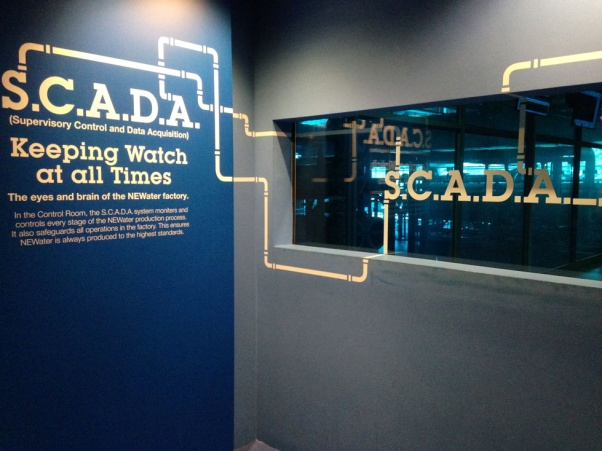 S.C.A.D.A.
(Supervisory Control and Data Acquisition)
Keeping Watch
at all Times
The eyes and brain of the NEWater factory.
In the Control Room, the S.C.A.D.A. system monitors and
controls every stage of the NEWater production process.
It also safeguards all operations in the factory. This ensures
NEWater is always produced to the highest standards.
S.C.A.D.A.